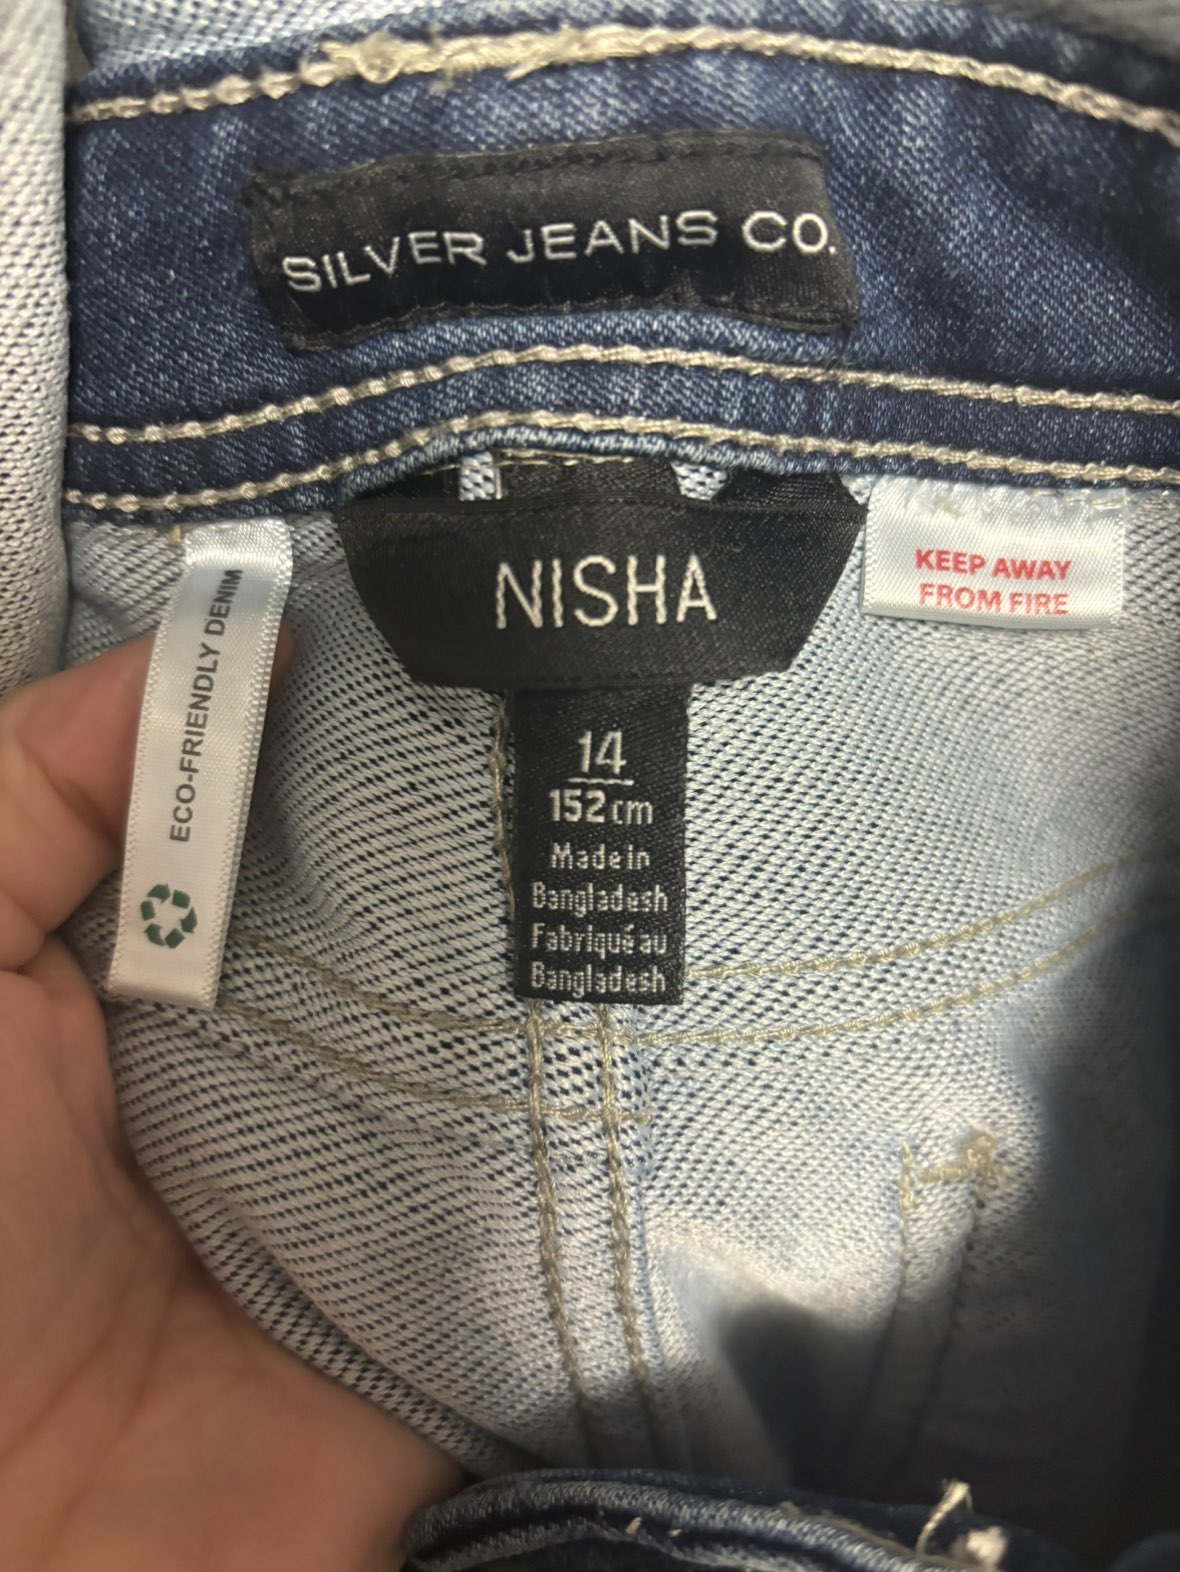 SILVER JEANS CO.
NISHA
KEEP AWAY
FROM FIRE
ECO-FRIENDLY DENIM
14
152cm
Made in
Bangladesh
Fabriqué au
Bangladesh